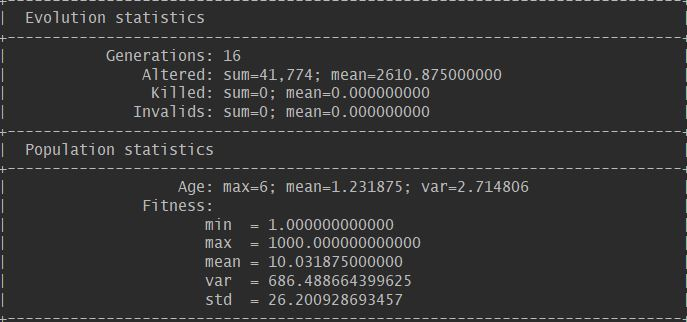 Evolution statistics
Generations: 16
Altered: sum=41,774; mean=2610.875000000
Killed: sum=0; mean=0.000000000
Invalids: sum=0; mean=0.000000000
Population statistics
Age: max=6; mean=1.231875; var=2.714806
Fitness:
min = 1.000000000000
max = 1000.000000000000
mean = 10.031875000000
var = 686.488664399625
std = 26.200928693457